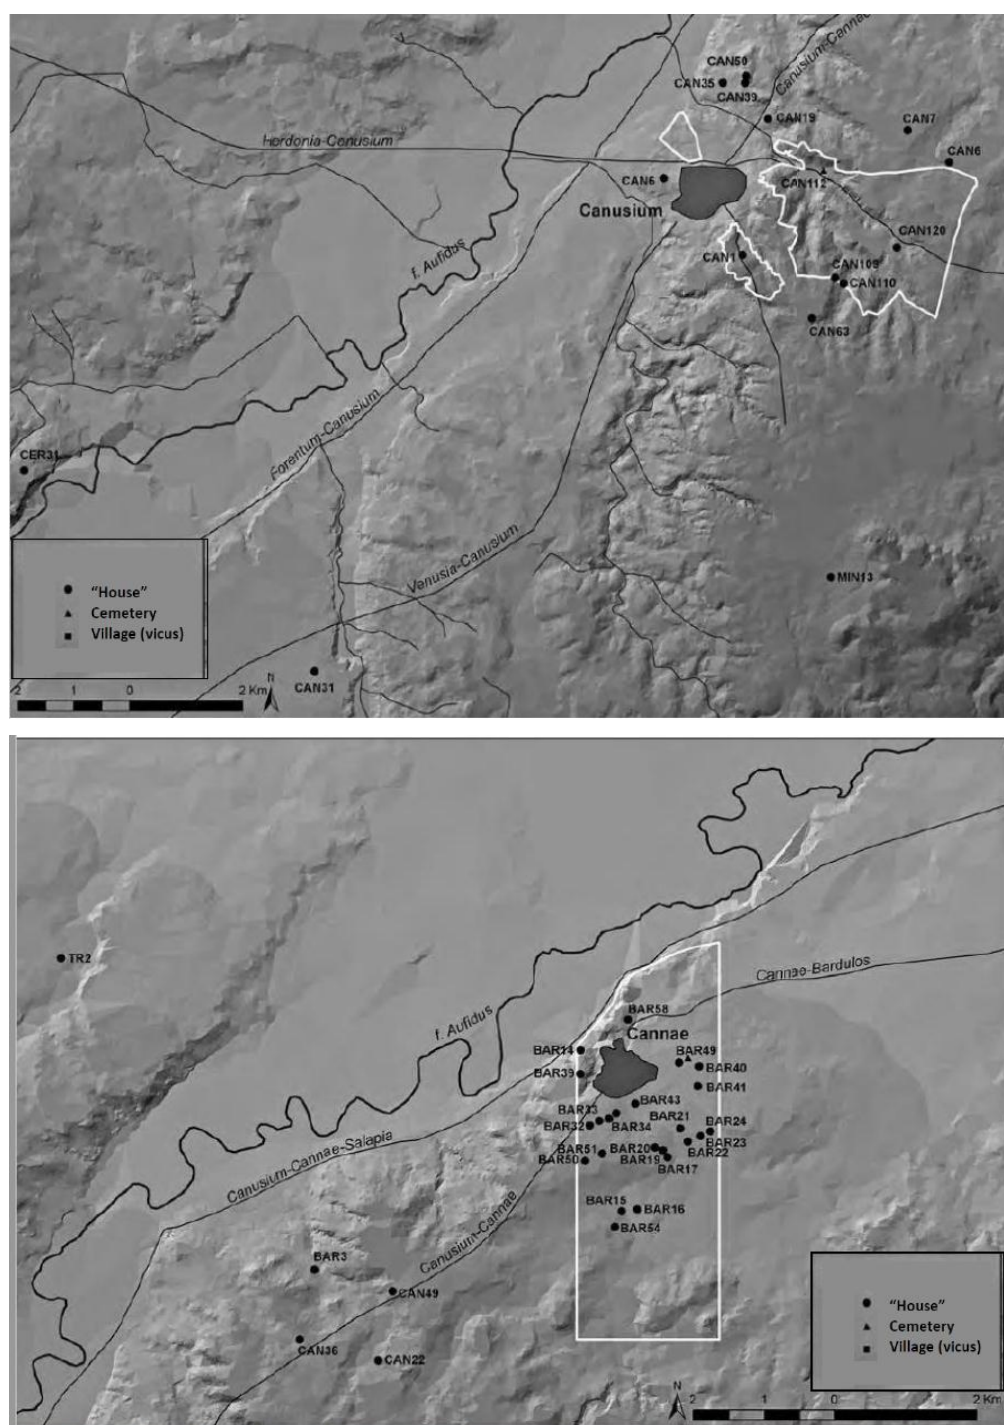 CAN50
CAN35
CAN39
Canusium-Cannae
CAN19
CAN7
Herdonia-Canusium
CAN6
CAN5
CAN112
Canusium
CAN120
f. Aufidus
CAN1
CAN109
CAN110
CAN63
Forentum-Canusium
CER31
Venusia-Canusium
"House"
Cemetery
Village (vicus)
MIN13
CAN31
N
2 1 0 2 Km
TR2
Cannae-Bardulos
f. Aufidus
BAR58
Cannae
BAR14
BAR49
BAR39
BAR40
BAR41
BAR43
BAR33
BAR21
BAR24
BAR32
BAR34
BAR23
BAR51
BAR20
BAR22
BAR50
BAR19
BAR17
Canusium-Cannae-Salapia
BAR15
BAR16
BAR54
Canusium-Cannae
BAR3
CAN49
CAN36
CAN22
"House"
Cemetery
Village (vicus)
N
2 1 0 2 Km